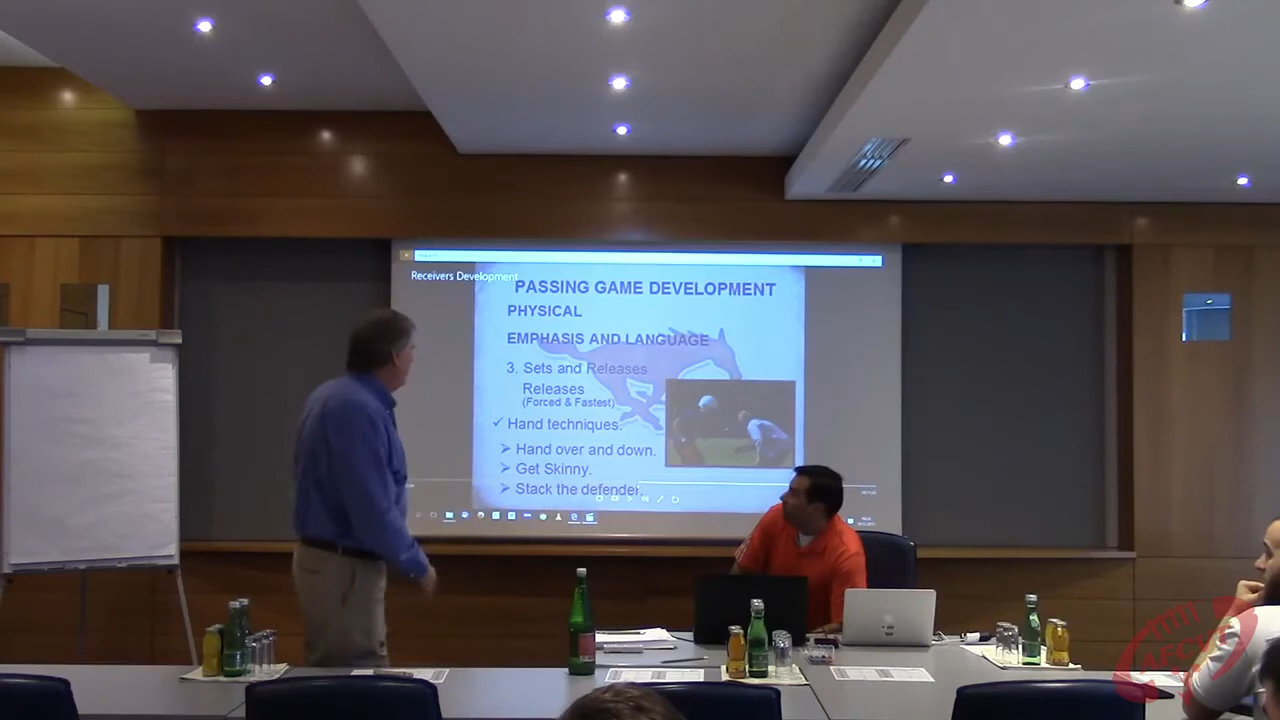 Receivers Development
PASSING GAME DEVELOPMENT
PHYSICAL
EMPHASIS AND LANGUAGE
3. Sets and Releases
Releases
(Forced & Fastest)
✓ Hand techniques.
➢ Hand over and down.
➢ Get Skinny.
➢ Stack the defender.
AFCV